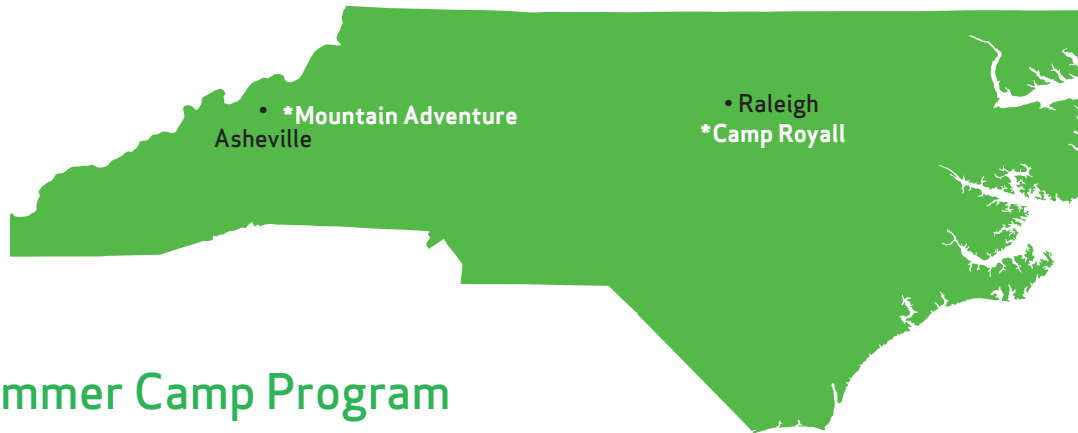 • Raleigh
*Mountain Adventure
*Camp Royall
Asheville
mmer Camp Program